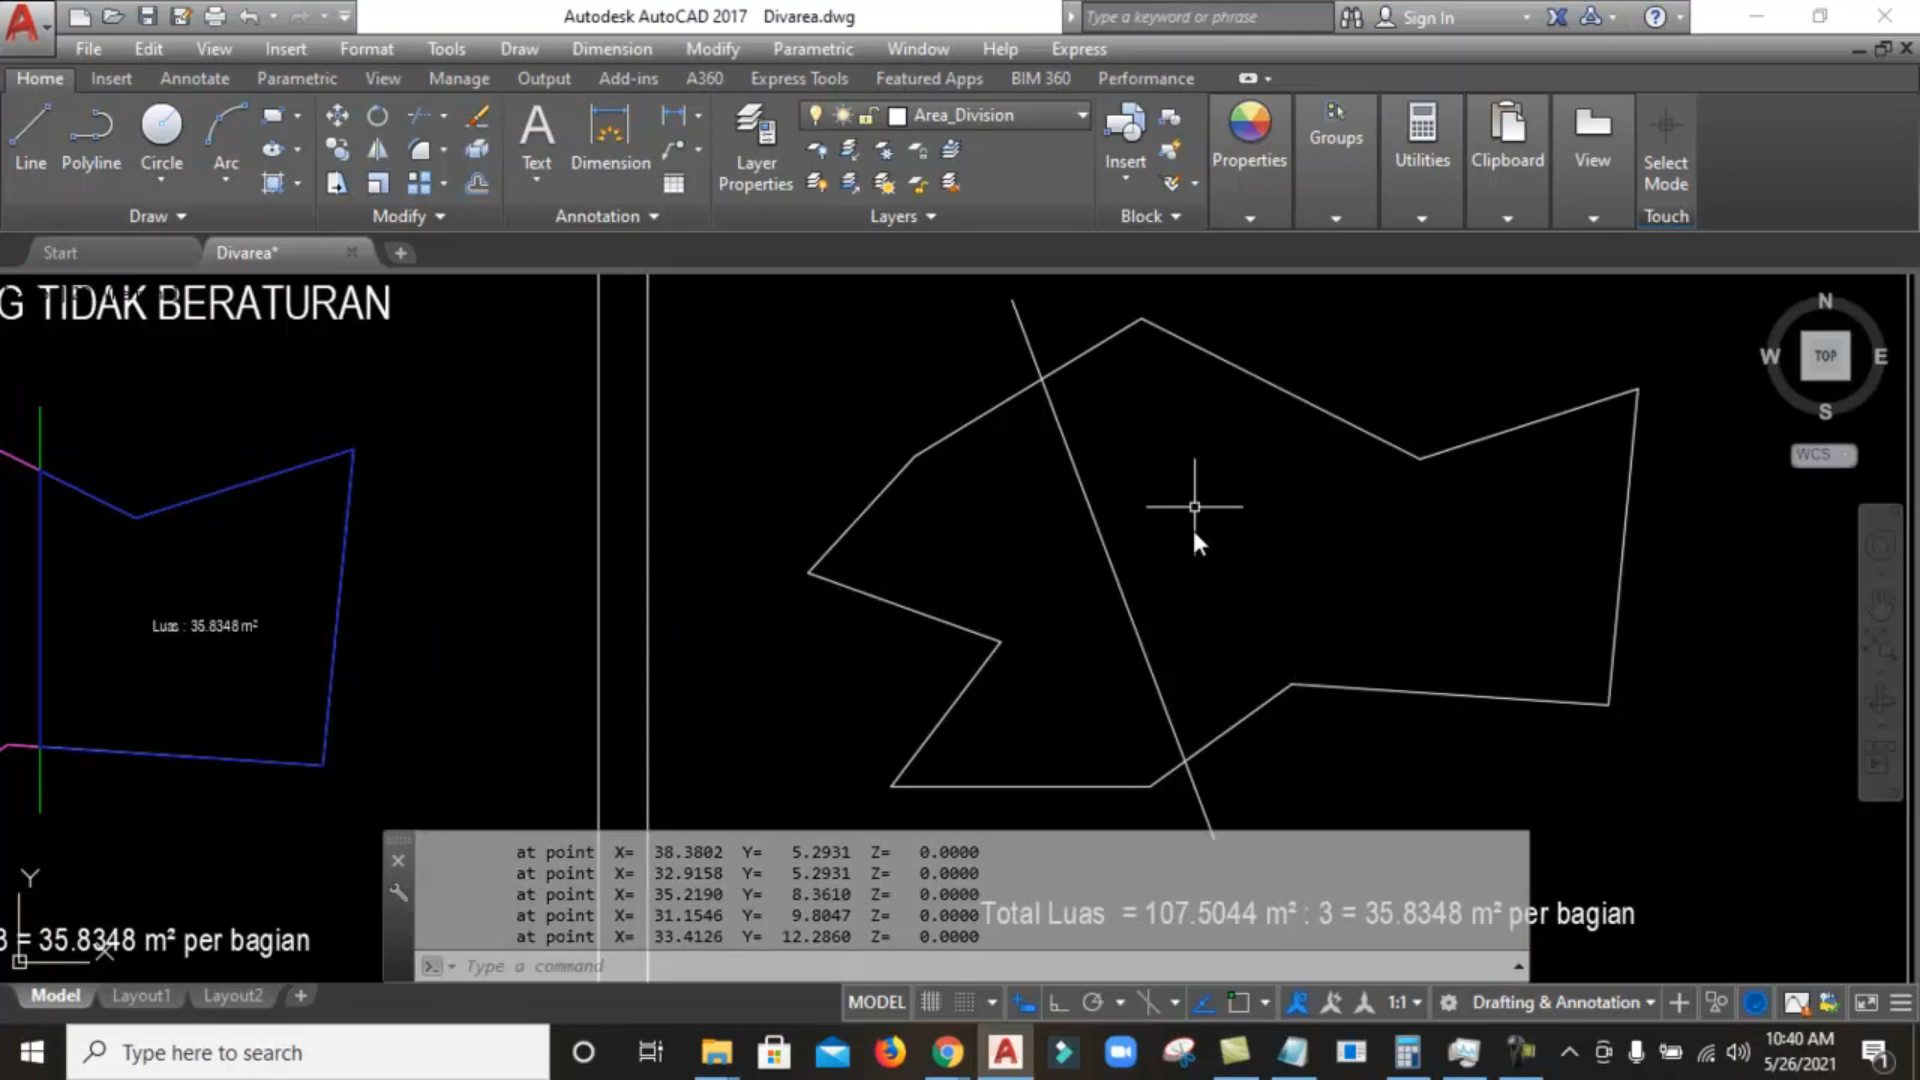 Autodesk AutoCAD 2017 Divarea.dwg
Type a keyword or phrase
Sign In
File Edit View Insert Format Tools Draw Dimension Modify Parametric Window Help Express
Home Insert Annotate Parametric View Manage Output Add-ins A360 Express Tools Featured Apps BIM 360 Performance
Line Polyline Circle Arc
Text Dimension
Layer Properties
Area_Division
Insert
Properties
Groups
Utilities
Clipboard
View
Select Mode
Draw Modify Annotation Layers Block Touch
Start Divarea*
G TIDAK BERATURAN
N
W TOP E
S
WCS
Luas : 35.8348 m²
at point X= 38.3802 Y= 5.2931 Z= 0.0000
at point X= 32.9158 Y= 5.2931 Z= 0.0000
at point X= 35.2190 Y= 8.3610 Z= 0.0000
at point X= 31.1546 Y= 9.8047 Z= 0.0000
at point X= 33.4126 Y= 12.2860 Z= 0.0000
Total Luas = 107.5044 m² : 3 = 35.8348 m² per bagian
Y
3 = 35.8348 m² per bagian
X
Type a command
Model Layout1 Layout2
MODEL 1:1 Drafting & Annotation
Type here to search
10:40 AM
5/26/2021
1